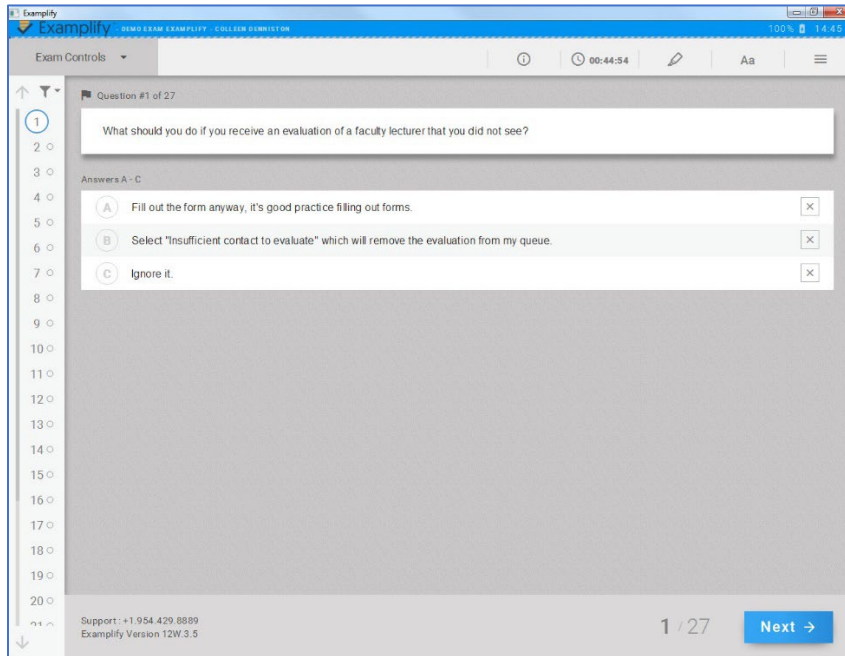 Examplify
Examplify - DEMO EXAM EXAMPLIFY - COLLEEN DENNISTON
100% 14:45
Exam Controls
00:44:54
Aa
Question #1 of 27
What should you do if you receive an evaluation of a faculty lecturer that you did not see?
Answers A - C
A Fill out the form anyway, it's good practice filling out forms.
B Select "Insufficient contact to evaluate" which will remove the evaluation from my queue.
C Ignore it.
1
2
3
4
5
6
7
8
9
10
11
12
13
14
15
16
17
18
19
20
21
Support : +1.954.429.8889
Examplify Version 12W.3.5
1 / 27
Next →